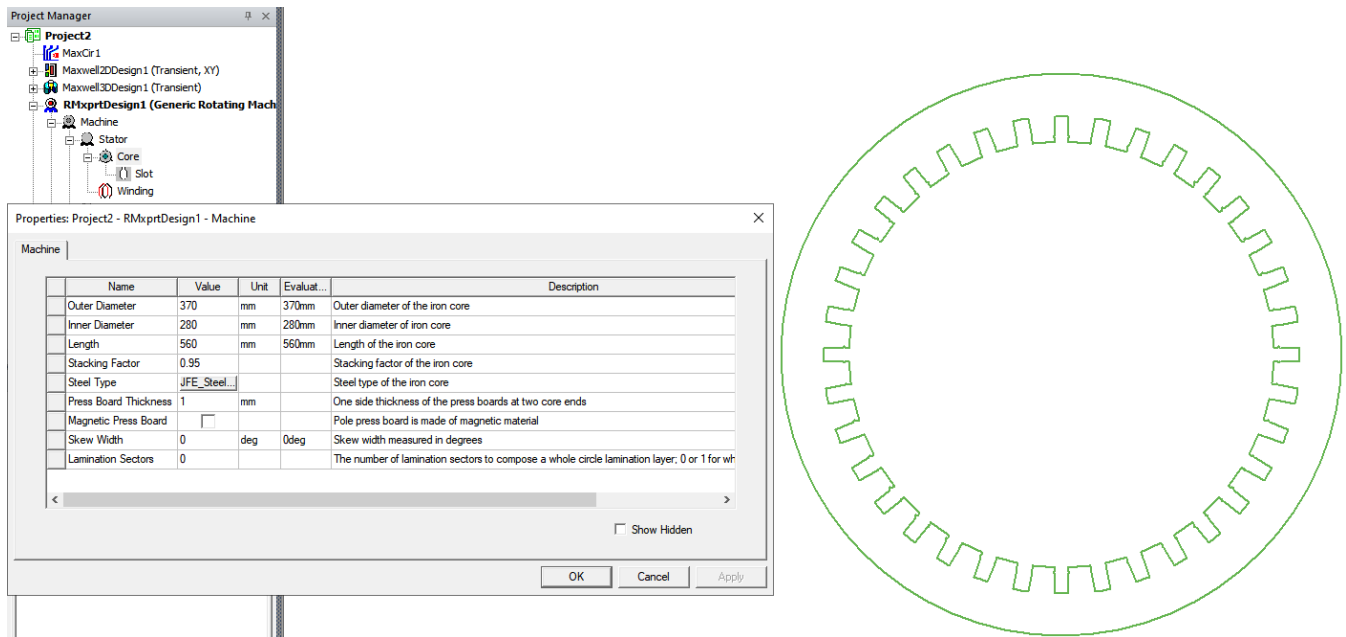 Project Manager
Project2
MaxCir1
Maxwell2DDesign1 (Transient, XY)
Maxwell3DDesign1 (Transient)
RMxprtDesign1 (Generic Rotating Mach
Machine
Stator
Core
Slot
Winding
Properties: Project2 - RMxprtDesign1 - Machine
Machine
Name Value Unit Evaluat... Description
Outer Diameter 370 mm 370mm Outer diameter of the iron core
Inner Diameter 280 mm 280mm Inner diameter of iron core
Length 560 mm 560mm Length of the iron core
Stacking Factor 0.95 Stacking factor of the iron core
Steel Type JFE_Steel... Steel type of the iron core
Press Board Thickness 1 mm One side thickness of the press boards at two core ends
Magnetic Press Board Pole press board is made of magnetic material
Skew Width 0 deg 0deg Skew width measured in degrees
Lamination Sectors 0 The number of lamination sectors to compose a whole circle lamination layer; 0 or 1 for wh
Show Hidden
OK Cancel Apply